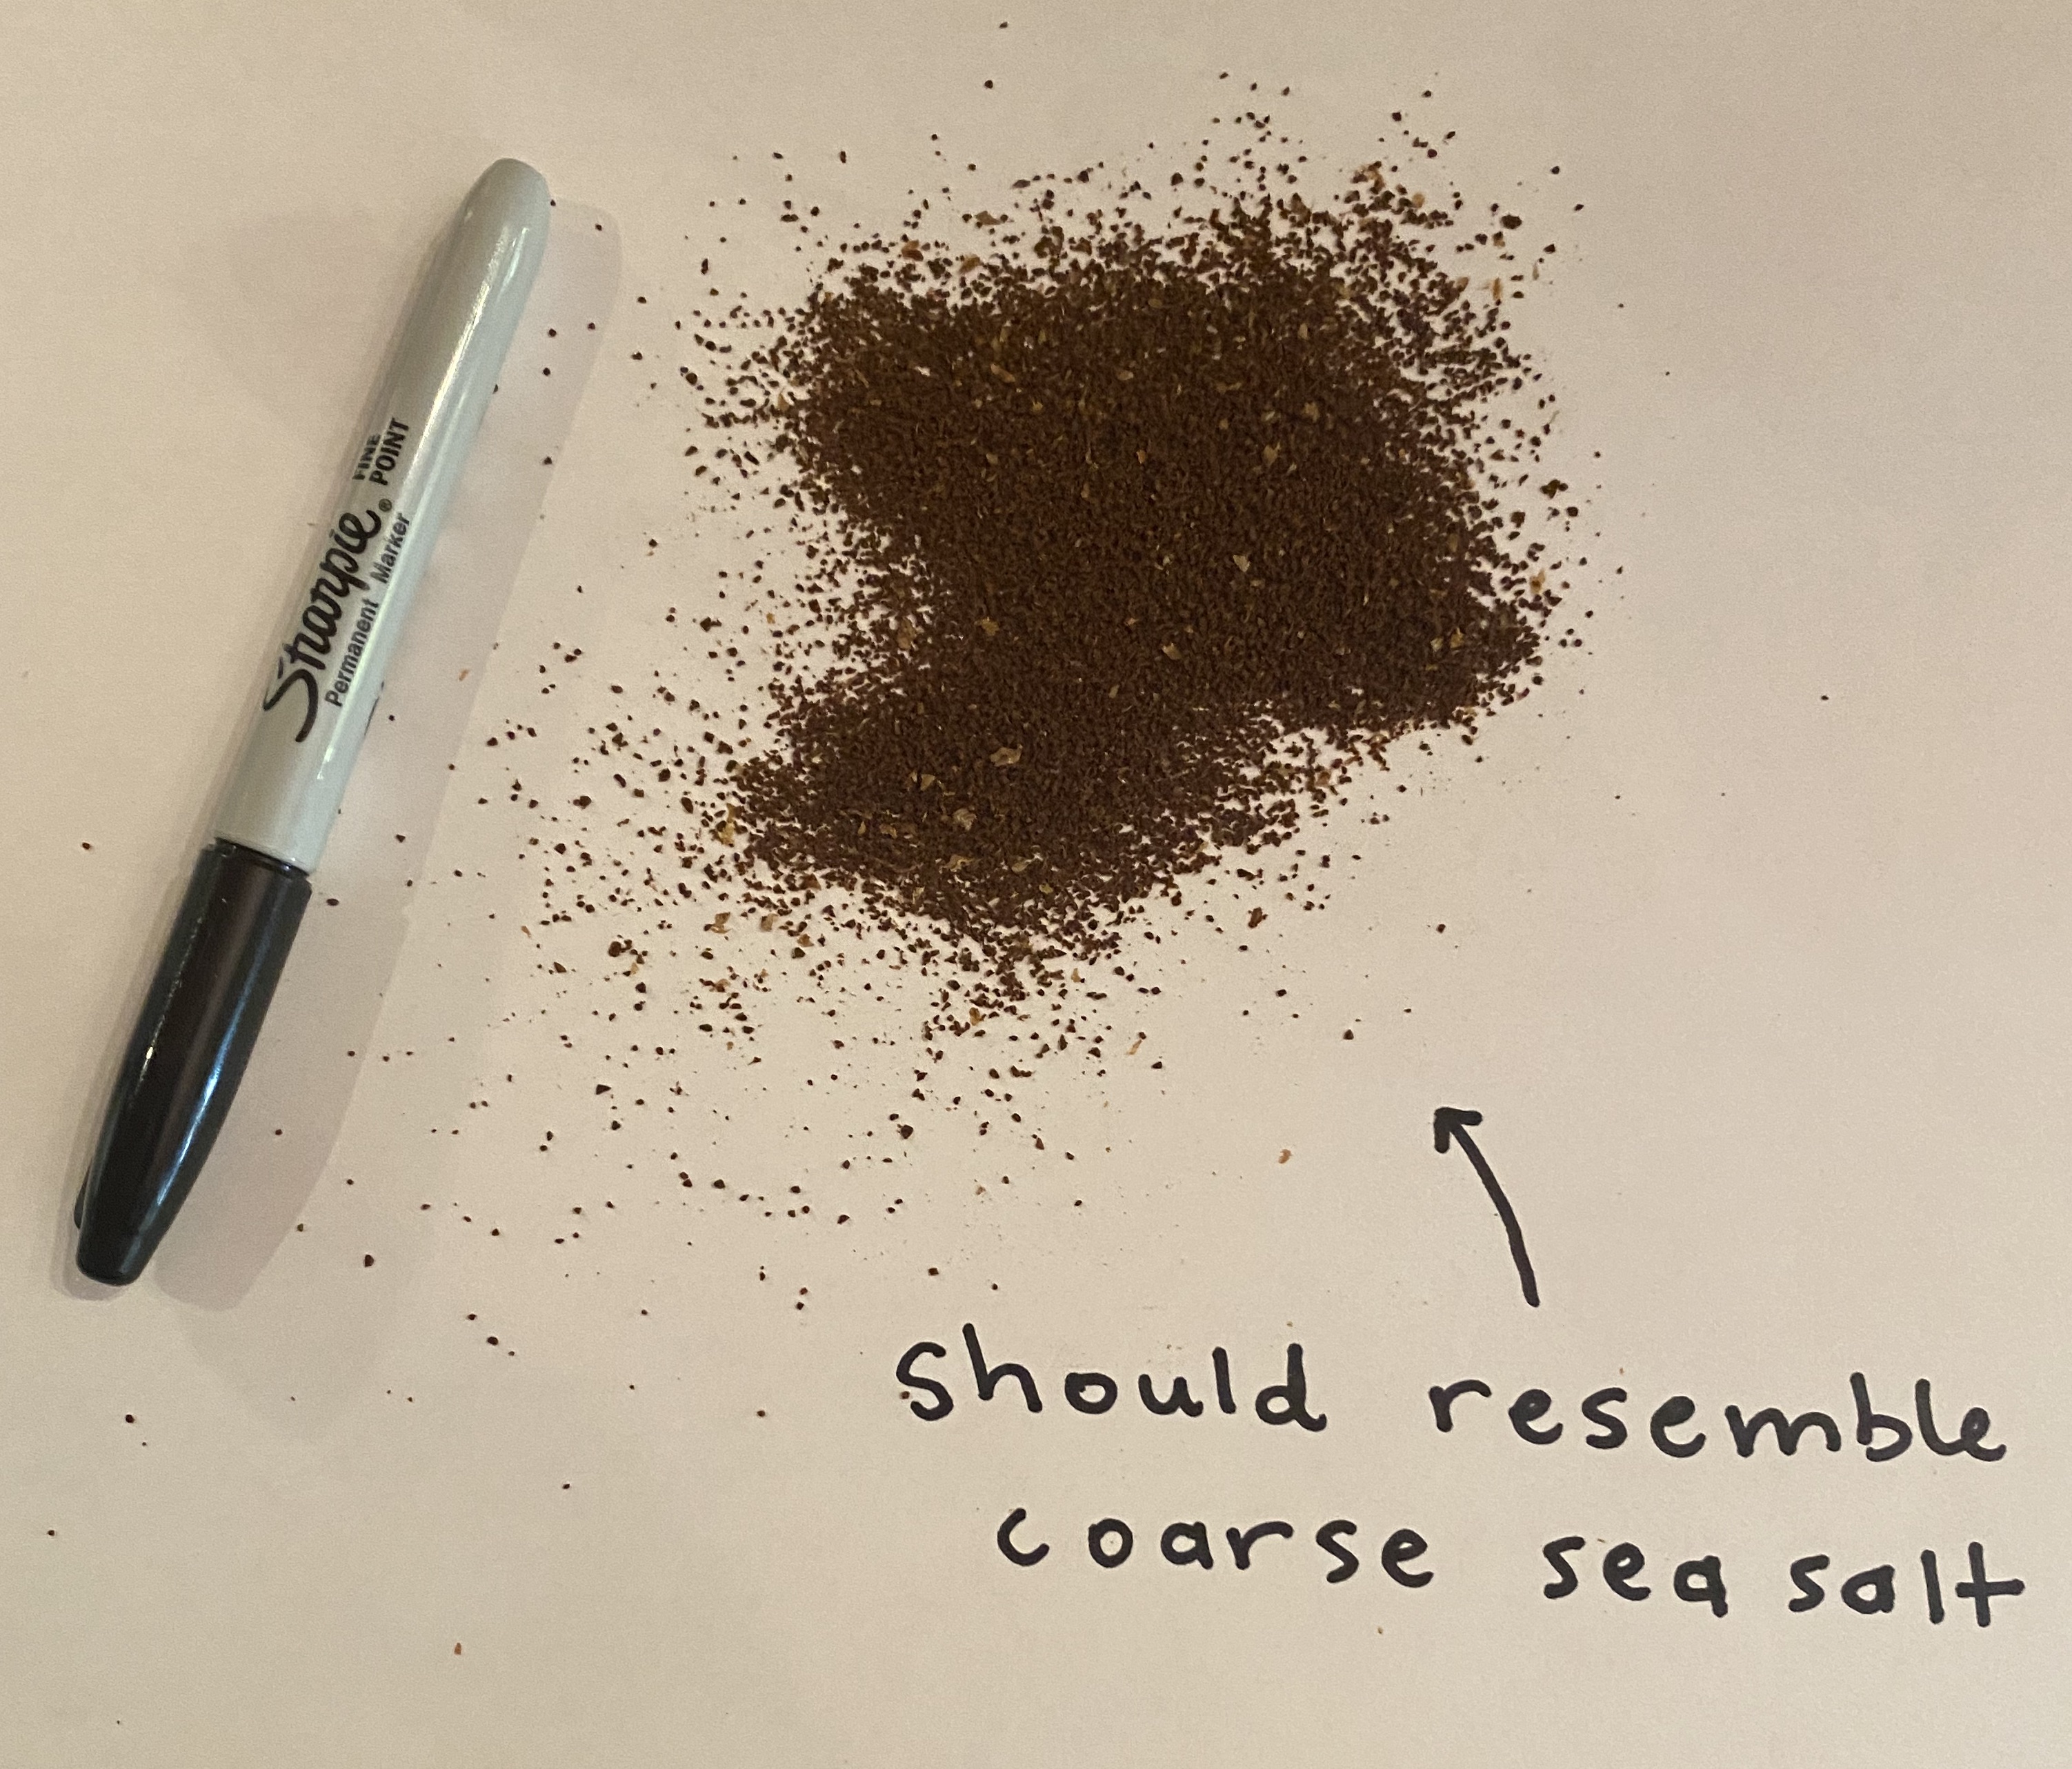 Sharpie® FINE POINT
Permanent Marker
should resemble
coarse sea salt